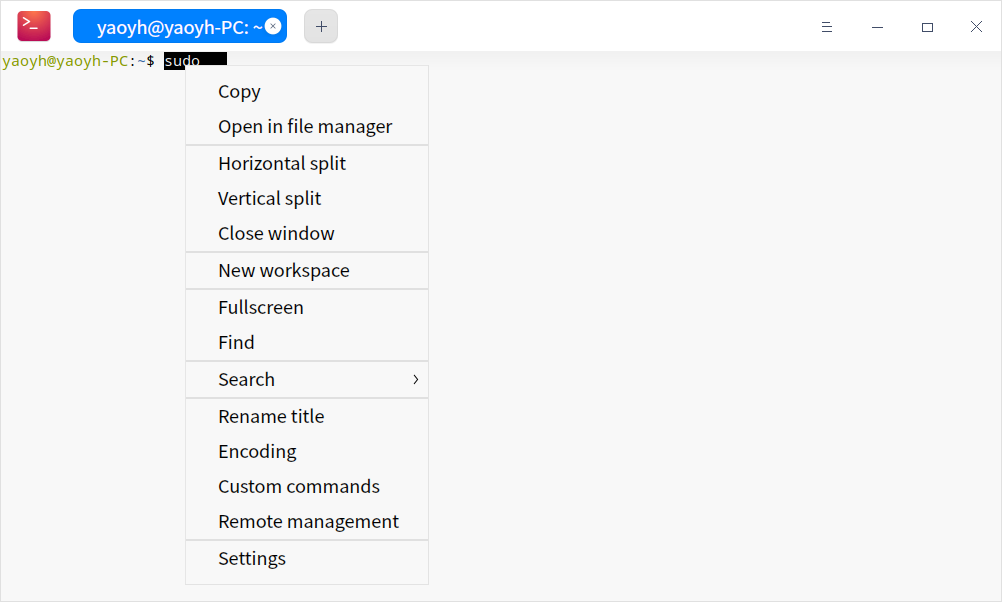 yaoyh@yaoyh-PC: ~
yaoyh@yaoyh-PC:~$ sudo
Copy
Open in file manager
Horizontal split
Vertical split
Close window
New workspace
Fullscreen
Find
Search
Rename title
Encoding
Custom commands
Remote management
Settings